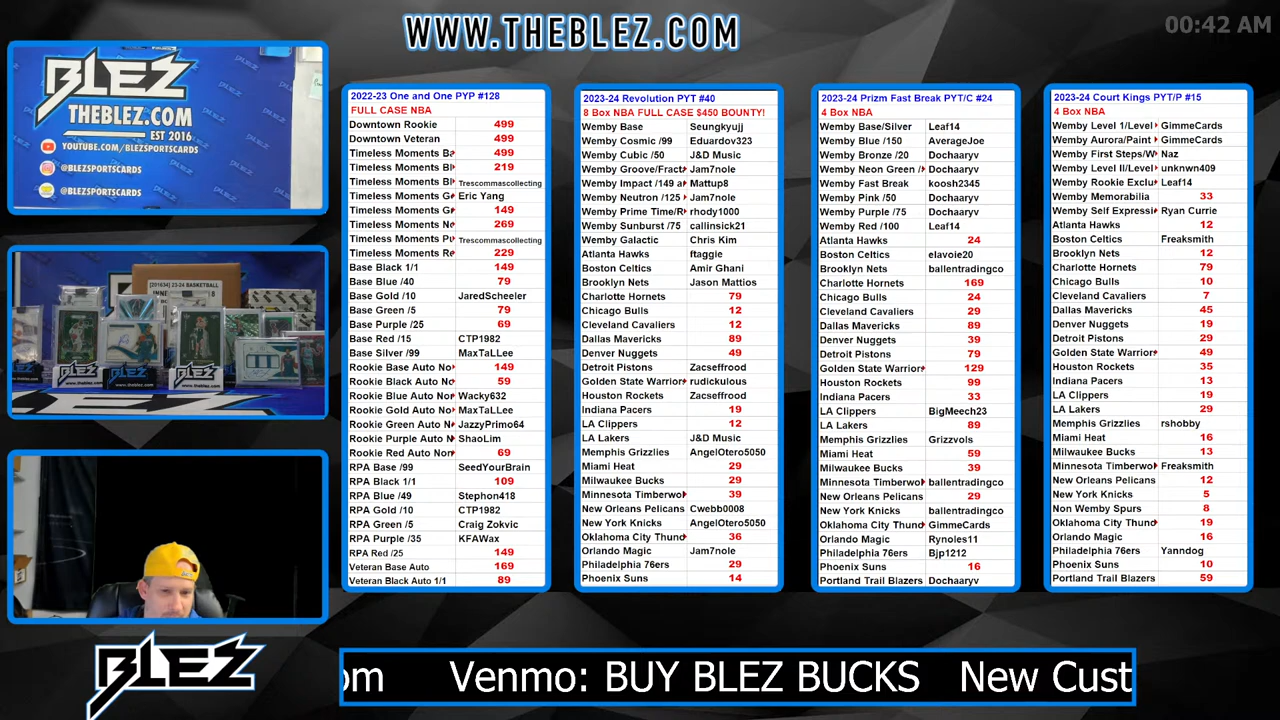 WWW.THEBLEZ.COM
00:42 AM
BLEZ
THEBLEZ.COM
EST 2016
YOUTUBE.COM/BLEZSPORTSCARDS
@BLEZSPORTSCARDS
@BLEZSPORTSCARDS
2022-23 One and One PYP #128
FULL CASE NBA
Downtown Rookie 499
Downtown Veteran 499
Timeless Moments Ba 499
Timeless Moments Bl 219
Timeless Moments Bl Trescommascollecting
Timeless Moments G Eric Yang
Timeless Moments G 149
Timeless Moments N 269
Timeless Moments Pu Trescommascollecting
Timeless Moments Re 229
Base Black 1/1 149
Base Blue /40 79
Base Gold /10 JaredScheeler
Base Green /5 79
Base Purple /25 69
Base Red /15 CTP1982
Base Silver /99 MaxTaLLee
Rookie Base Auto No 149
Rookie Black Auto No 59
Rookie Blue Auto Nor Wacky632
Rookie Gold Auto Nor MaxTaLLee
Rookie Green Auto No JazzyPrimo64
Rookie Purple Auto N ShaoLim
Rookie Red Auto Nor 69
RPA Base /99 SeedYourBrain
RPA Black 1/1 109
RPA Blue /49 Stephon418
RPA Gold /10 CTP1982
RPA Green /5 Craig Zokvic
RPA Purple /35 KFAWax
RPA Red /25 149
Veteran Base Auto 169
Veteran Black Auto 1/1 89
2023-24 Revolution PYT #40
8 Box NBA FULL CASE $450 BOUNTY!
Wemby Base Seungkyujj
Wemby Cosmic /99 Eduardov323
Wemby Cubic /50 J&D Music
Wemby Groove/Fract Jam7nole
Wemby Impact /149 a Mattup8
Wemby Neutron /125 Jam7nole
Wemby Prime Time/R rhody1000
Wemby Sunburst /75 callinsick21
Wemby Galactic Chris Kim
Atlanta Hawks ftaggie
Boston Celtics Amir Ghani
Brooklyn Nets Jason Mattios
Charlotte Hornets 79
Chicago Bulls 12
Cleveland Cavaliers 12
Dallas Mavericks 89
Denver Nuggets 49
Detroit Pistons Zacseffrood
Golden State Warrior rudickulous
Houston Rockets Zacseffrood
Indiana Pacers 19
LA Clippers 12
LA Lakers J&D Music
Memphis Grizzlies AngelOtero5050
Miami Heat 29
Milwaukee Bucks 29
Minnesota Timberwol 39
New Orleans Pelicans Cwebb0008
New York Knicks AngelOtero5050
Oklahoma City Thund 36
Orlando Magic Jam7nole
Philadelphia 76ers 29
Phoenix Suns 14
2023-24 Prizm Fast Break PYT/C #24
4 Box NBA
Wemby Base/Silver Leaf14
Wemby Blue /150 AverageJoe
Wemby Bronze /20 Dochaaryv
Wemby Neon Green / Dochaaryv
Wemby Fast Break koosh2345
Wemby Pink /50 Dochaaryv
Wemby Purple /75 Dochaaryv
Wemby Red /100 Leaf14
Atlanta Hawks 24
Boston Celtics elavoie20
Brooklyn Nets ballentradingco
Charlotte Hornets 169
Chicago Bulls 24
Cleveland Cavaliers 29
Dallas Mavericks 89
Denver Nuggets 39
Detroit Pistons 79
Golden State Warrior 129
Houston Rockets 99
Indiana Pacers 33
LA Clippers BigMeech23
LA Lakers 89
Memphis Grizzlies Grizzvols
Miami Heat 59
Milwaukee Bucks 39
Minnesota Timberwol ballentradingco
New Orleans Pelicans 29
New York Knicks ballentradingco
Oklahoma City Thund GimmeCards
Orlando Magic Rynoles11
Philadelphia 76ers Bjp1212
Phoenix Suns 16
Portland Trail Blazers Dochaaryv
2023-24 Court Kings PYT/P #15
4 Box NBA
Wemby Level 1/Level GimmeCards
Wemby Aurora/Paint GimmeCards
Wemby First Steps/W Naz
Wemby Level II/Level unknwn409
Wemby Rookie Exclu Leaf14
Wemby Memorabilia 33
Wemby Self Expressi Ryan Currie
Atlanta Hawks 12
Boston Celtics Freaksmith
Brooklyn Nets 12
Charlotte Hornets 79
Chicago Bulls 10
Cleveland Cavaliers 7
Dallas Mavericks 45
Denver Nuggets 19
Detroit Pistons 29
Golden State Warrior 49
Houston Rockets 35
Indiana Pacers 13
LA Clippers 19
LA Lakers 29
Memphis Grizzlies rshobby
Miami Heat 16
Milwaukee Bucks 13
Minnesota Timberwo Freaksmith
New Orleans Pelicans 12
New York Knicks 5
Non Wemby Spurs 8
Oklahoma City Thund 19
Orlando Magic 16
Philadelphia 76ers Yanndog
Phoenix Suns 10
Portland Trail Blazers 59
BLEZ
om Venmo: BUY BLEZ BUCKS New Cust